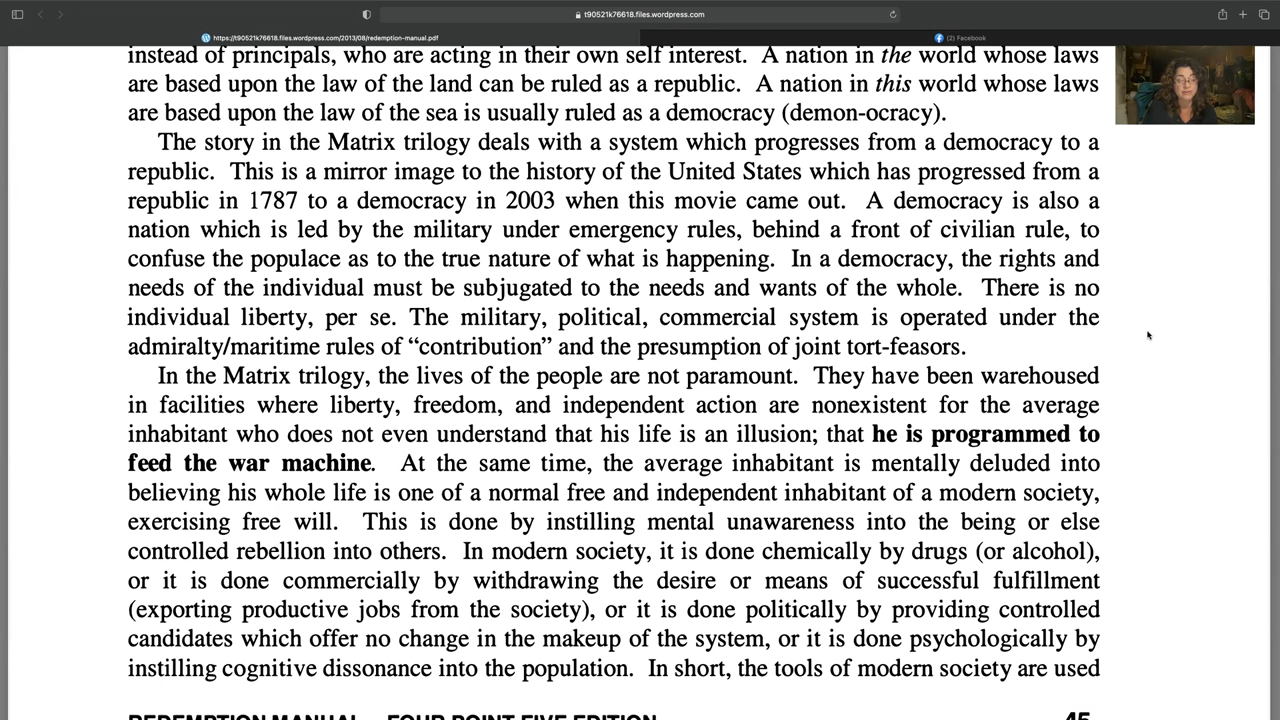 t90521k76618.files.wordpress.com
https://t90521k76618.files.wordpress.com/2013/08/redemption-manual.pdf
(2) Facebook
instead of principals, who are acting in their own self interest. A nation in the world whose laws
are based upon the law of the land can be ruled as a republic. A nation in this world whose laws
are based upon the law of the sea is usually ruled as a democracy (demon-ocracy).
The story in the Matrix trilogy deals with a system which progresses from a democracy to a
republic. This is a mirror image to the history of the United States which has progressed from a
republic in 1787 to a democracy in 2003 when this movie came out. A democracy is also a
nation which is led by the military under emergency rules, behind a front of civilian rule, to
confuse the populace as to the true nature of what is happening. In a democracy, the rights and
needs of the individual must be subjugated to the needs and wants of the whole. There is no
individual liberty, per se. The military, political, commercial system is operated under the
admiralty/maritime rules of “contribution” and the presumption of joint tort-feasors.
In the Matrix trilogy, the lives of the people are not paramount. They have been warehoused
in facilities where liberty, freedom, and independent action are nonexistent for the average
inhabitant who does not even understand that his life is an illusion; that he is programmed to
feed the war machine. At the same time, the average inhabitant is mentally deluded into
believing his whole life is one of a normal free and independent inhabitant of a modern society,
exercising free will. This is done by instilling mental unawareness into the being or else
controlled rebellion into others. In modern society, it is done chemically by drugs (or alcohol),
or it is done commercially by withdrawing the desire or means of successful fulfillment
(exporting productive jobs from the society), or it is done politically by providing controlled
candidates which offer no change in the makeup of the system, or it is done psychologically by
instilling cognitive dissonance into the population. In short, the tools of modern society are used
REDEMPTION MANUAL - FOUR POINT FIVE EDITION 45